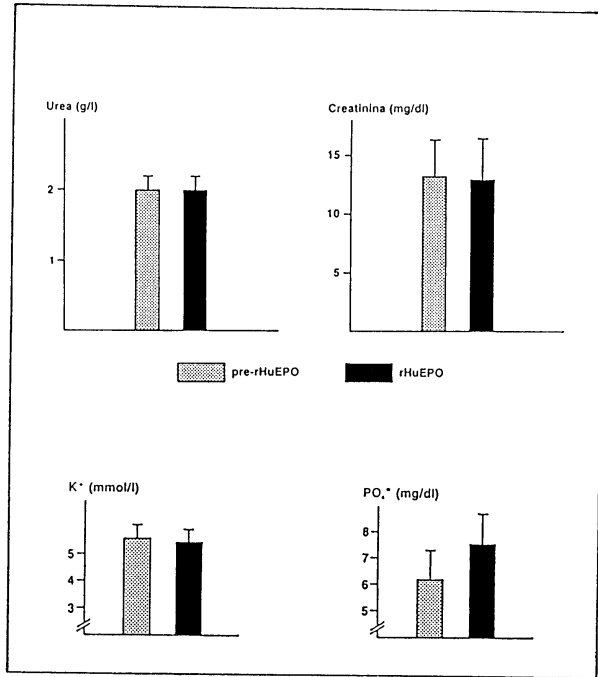 Urea (g/l)
2
1
Creatinina (mg/dl)
15
10
5
pre-rHuEPO
rHuEPO
K⁺ (mmol/l)
5
4
3
PO₄⁼ (mg/dl)
8
7
6
5